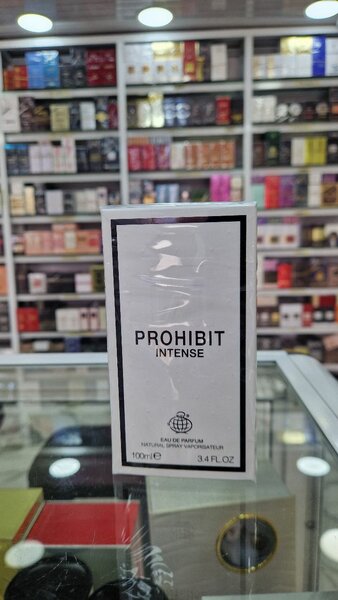 PROHIBIT
INTENSE
EAU DE PARFUM
NATURAL SPRAY VAPORISATEUR
100ml℮
3.4 FL.OZ